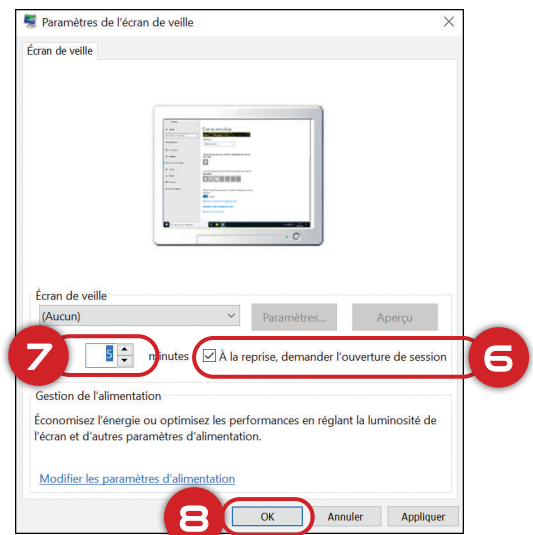 Paramètres de l'écran de veille
Écran de veille
Écran de veille
(Aucun)
Paramètres...
Aperçu
7
5
minutes
À la reprise, demander l'ouverture de session
6
Gestion de l'alimentation
Économisez l'énergie ou optimisez les performances en réglant la luminosité de
l'écran et d'autres paramètres d'alimentation.
Modifier les paramètres d'alimentation
8
OK
Annuler
Appliquer